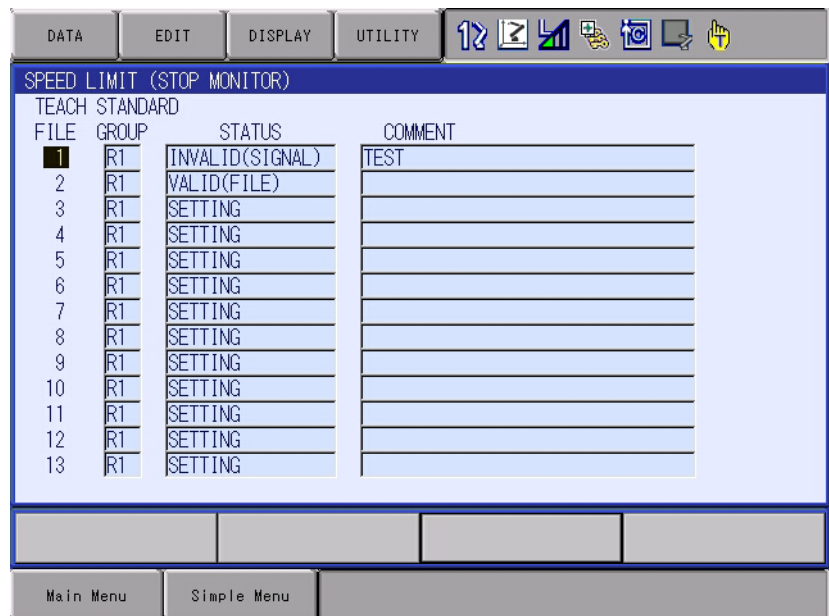 DATA EDIT DISPLAY UTILITY
SPEED LIMIT (STOP MONITOR)
TEACH STANDARD
FILE GROUP STATUS COMMENT
1 R1 INVALID(SIGNAL) TEST
2 R1 VALID(FILE)
3 R1 SETTING
4 R1 SETTING
5 R1 SETTING
6 R1 SETTING
7 R1 SETTING
8 R1 SETTING
9 R1 SETTING
10 R1 SETTING
11 R1 SETTING
12 R1 SETTING
13 R1 SETTING
Main Menu Simple Menu